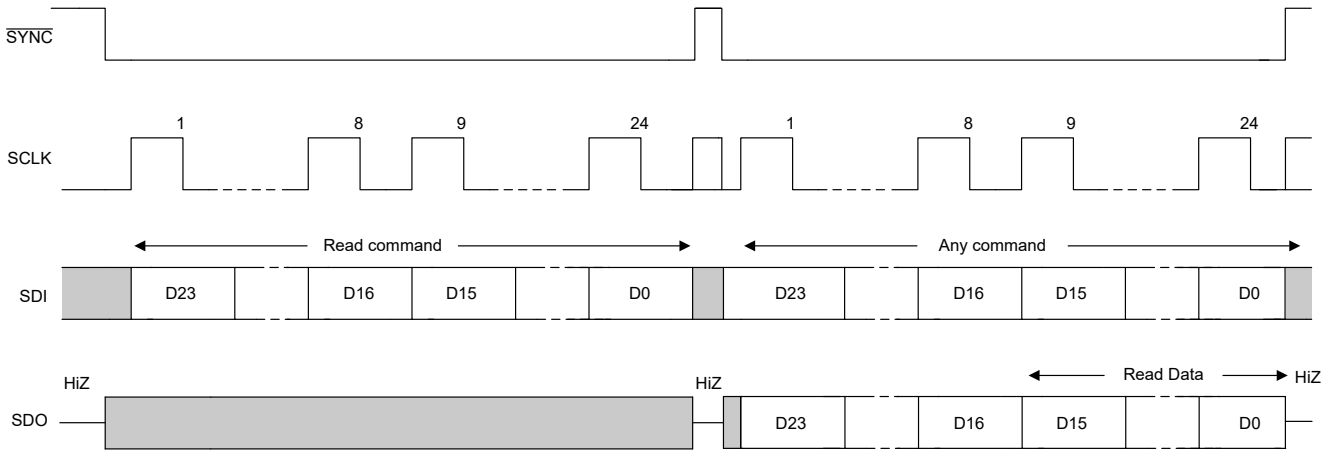 SYNC
1 8 9 24 1 8 9 24
SCLK
Read command Any command
SDI D23 D16 D15 D0 D23 D16 D15 D0
HiZ HiZ Read Data HiZ
SDO D23 D16 D15 D0